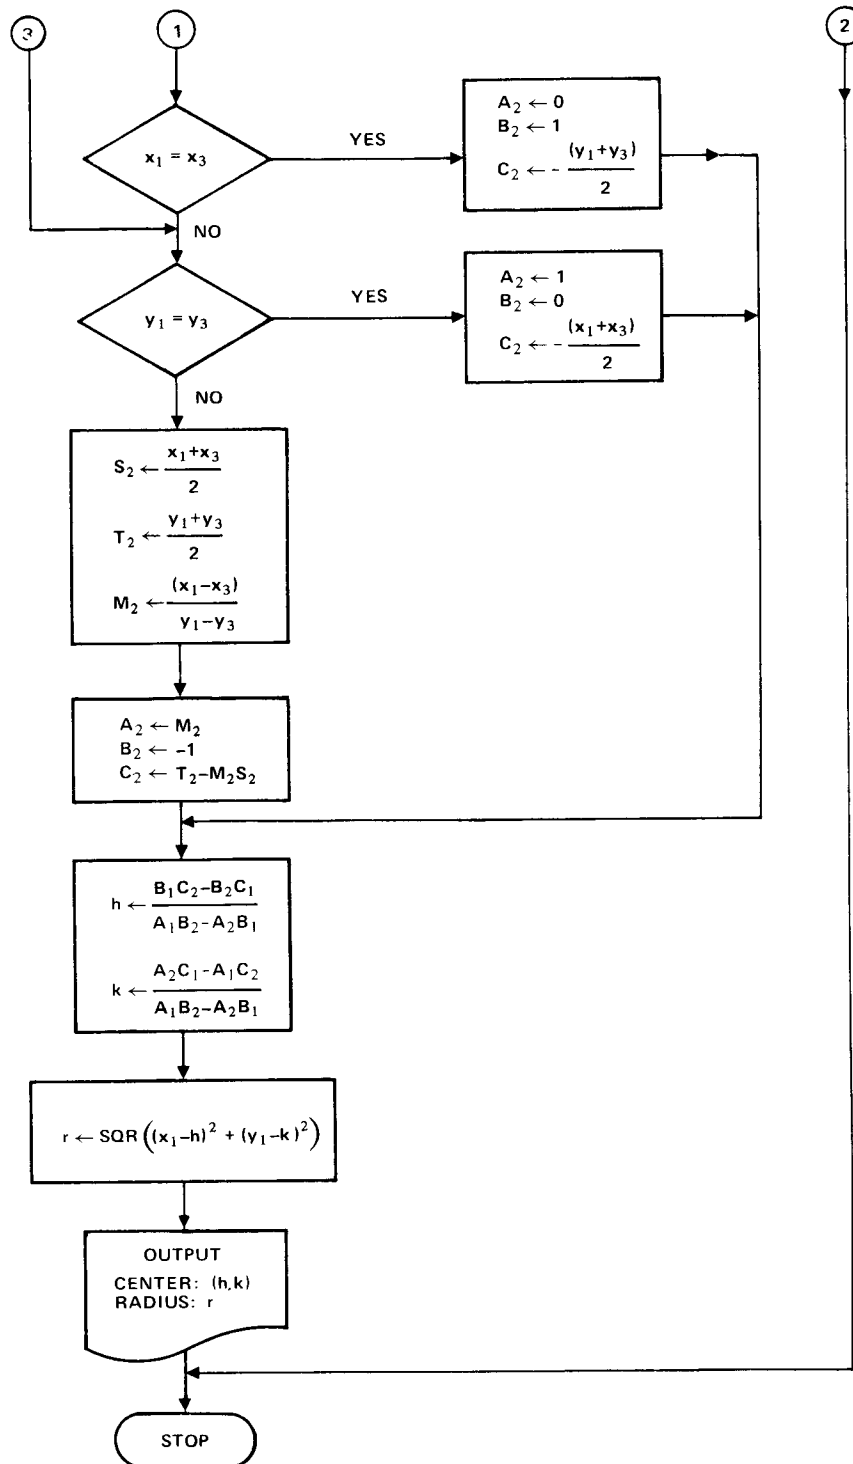 3
1
2
x₁ = x₃
YES
A₂ ← 0
B₂ ← 1
C₂ ← - (y₁+y₃) / 2
NO
y₁ = y₃
YES
A₂ ← 1
B₂ ← 0
C₂ ← - (x₁+x₃) / 2
NO
S₂ ← x₁+x₃ / 2
T₂ ← y₁+y₃ / 2
M₂ ← (x₁–x₃) / y₁–y₃
A₂ ← M₂
B₂ ← -1
C₂ ← T₂–M₂S₂
h ← B₁C₂–B₂C₁ / A₁B₂-A₂B₁
k ← A₂C₁-A₁C₂ / A₁B₂–A₂B₁
r ← SQR ((x₁–h)² + (y₁–k)²)
OUTPUT
CENTER: (h,k)
RADIUS: r
STOP